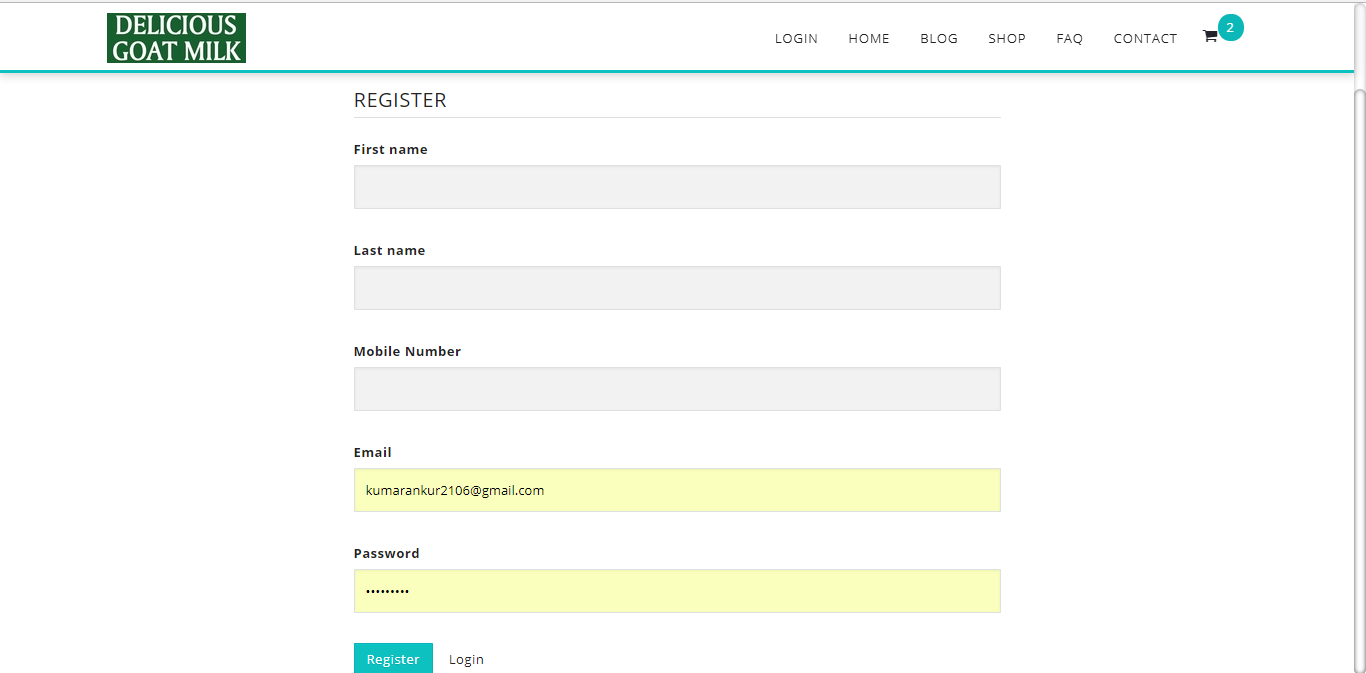 DELICIOUS
GOAT MILK
LOGIN HOME BLOG SHOP FAQ CONTACT 2
REGISTER
First name
Last name
Mobile Number
Email
kumarankur2106@gmail.com
Password
•••••••••
Register Login